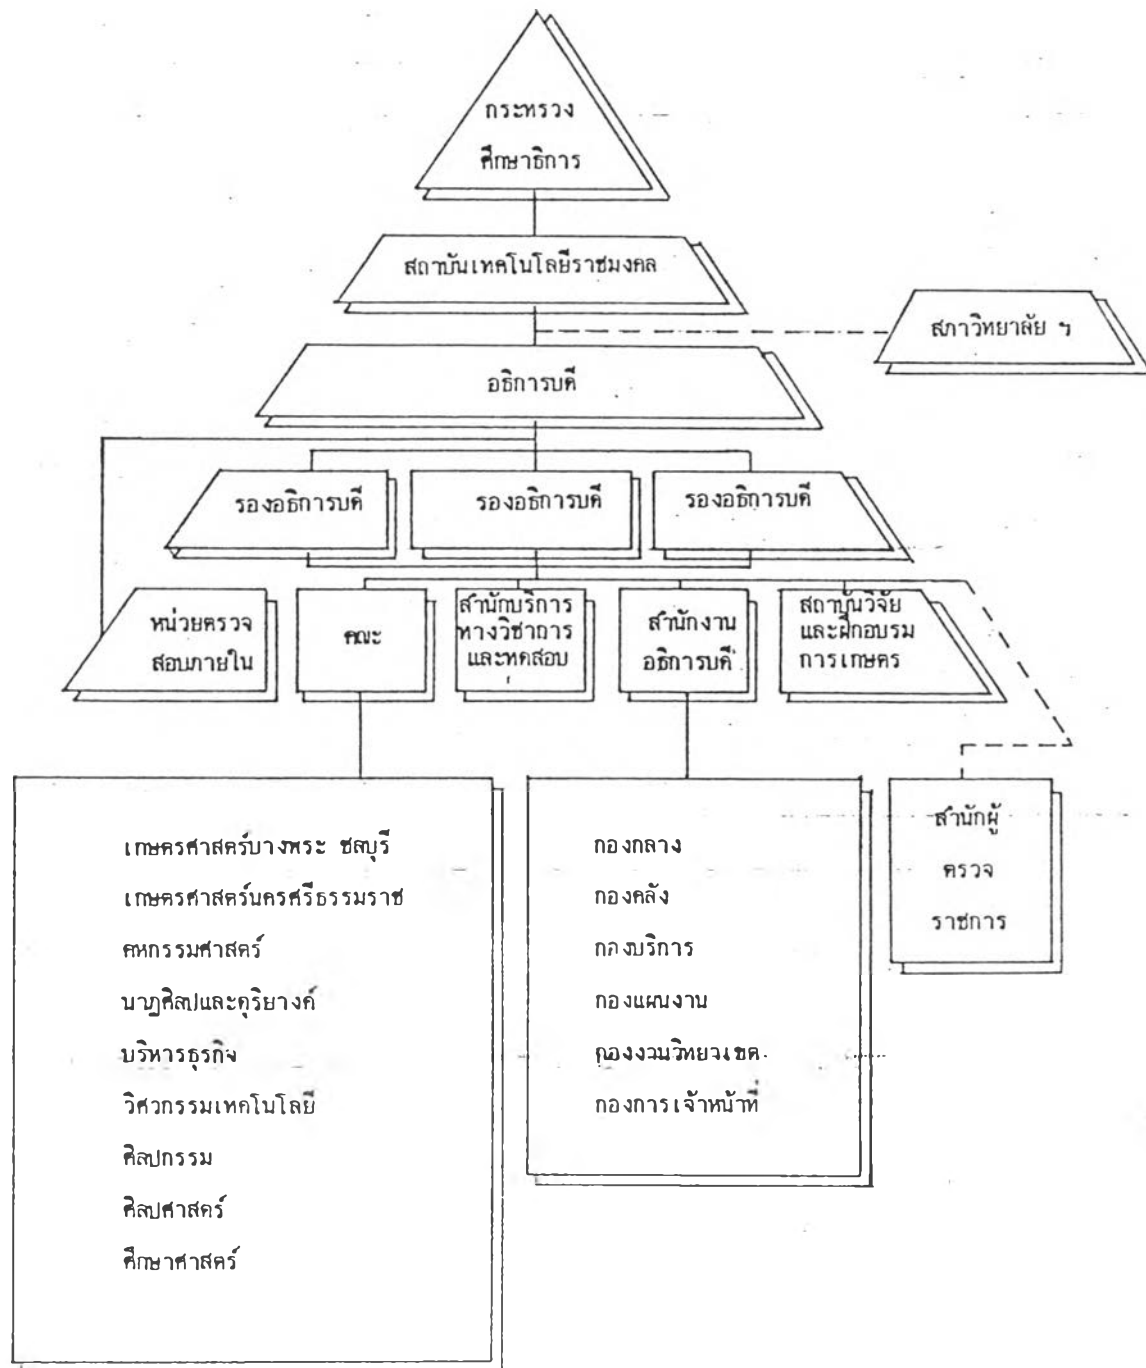 กระทรวง
ศึกษาธิการ
สถาบันเทคโนโลยีราชมงคล
สภาวิทยาลัย ฯ
อธิการบดี
รองอธิการบดี
รองอธิการบดี
รองอธิการบดี
หน่วยตรวจ
สอบภายใน
คณะ
สำนักบริการ
ทางวิชาการ
และทดสอบ
สำนักงาน
อธิการบดี
สถาบันวิจัย
และฝึกอบรม
การเกษตร
เกษตรศาสตร์บางพระ ชลบุรี
เกษตรศาสตร์นครศรีธรรมราช
คหกรรมศาสตร์
นาฏศิลปและดุริยางค์
บริหารธุรกิจ
วิศวกรรมเทคโนโลยี
ศิลปกรรม
ศิลปศาสตร์
ศึกษาศาสตร์
กองกลาง
กองคลัง
กองบริการ
กองแผนงาน
กองงานวิทยาเขต
กองการเจ้าหน้าที่
สำนักผู้
ตรวจ
ราชการ